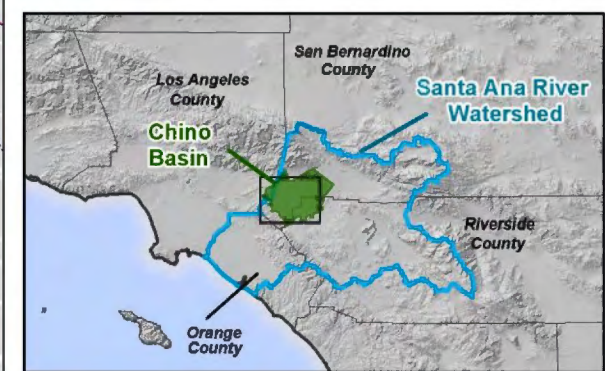 San Bernardino
County
Los Angeles
County
Santa Ana River
Watershed
Chino
Basin
Riverside
County
Orange
County